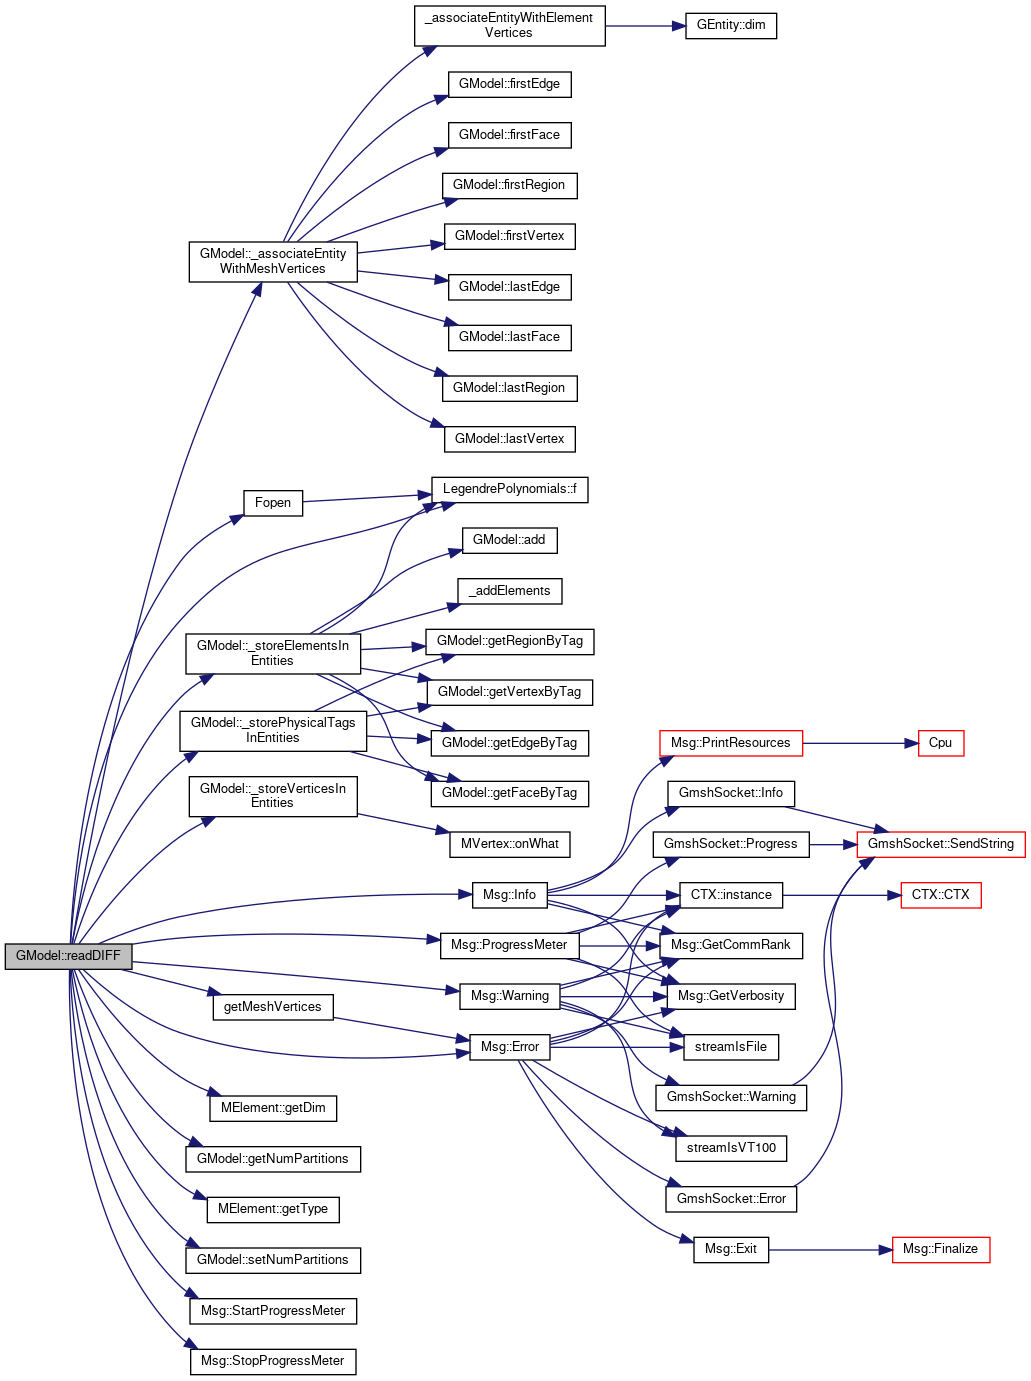 _associateEntityWithElement
Vertices
GEntity::dim
GModel::firstEdge
GModel::firstFace
GModel::firstRegion
GModel::firstVertex
GModel::_associateEntity
WithMeshVertices
GModel::lastEdge
GModel::lastFace
GModel::lastRegion
GModel::lastVertex
LegendrePolynomials::f
Fopen
GModel::add
_addElements
GModel::_storeElementsIn
Entities
GModel::getRegionByTag
GModel::getVertexByTag
GModel::_storePhysicalTags
InEntities
GModel::getEdgeByTag
GModel::getFaceByTag
GModel::_storeVerticesIn
Entities
MVertex::onWhat
Msg::PrintResources
Cpu
GmshSocket::Info
GmshSocket::Progress
GmshSocket::SendString
Msg::Info
CTX::instance
CTX::CTX
GModel::readDIFF
Msg::ProgressMeter
Msg::GetCommRank
Msg::Warning
Msg::GetVerbosity
getMeshVertices
Msg::Error
streamIsFile
GmshSocket::Warning
MElement::getDim
streamIsVT100
GModel::getNumPartitions
GmshSocket::Error
MElement::getType
Msg::Exit
Msg::Finalize
GModel::setNumPartitions
Msg::StartProgressMeter
Msg::StopProgressMeter